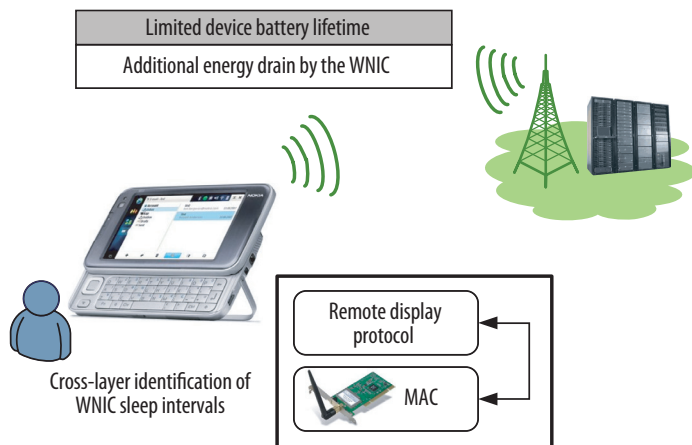 Limited device battery lifetime
Additional energy drain by the WNIC
NOKIA
Remote display
protocol
MAC
Cross-layer identification of
WNIC sleep intervals